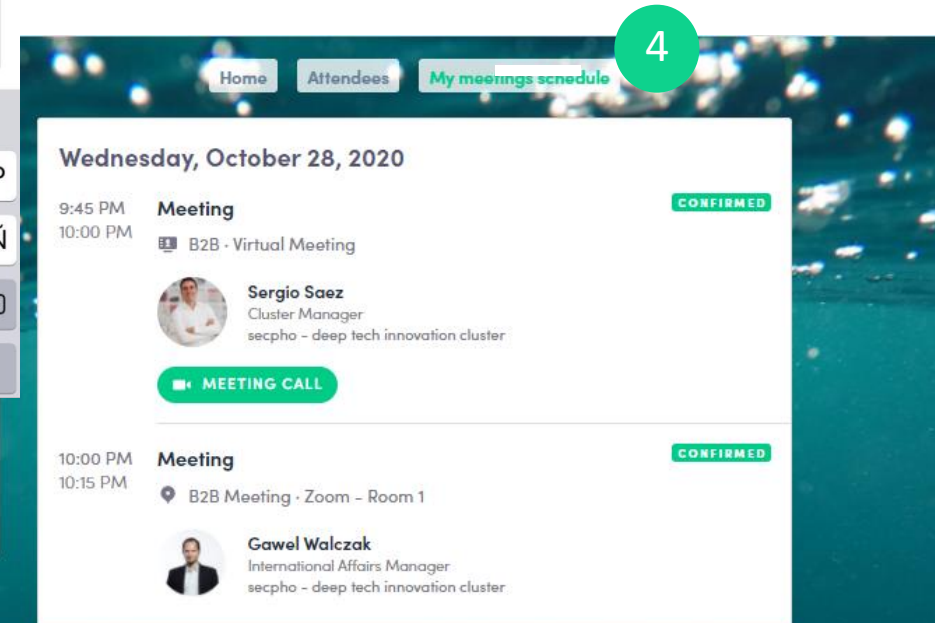 4
Home Attendees My meetings schedule
Wednesday, October 28, 2020
9:45 PM Meeting CONFIRMED
10:00 PM B2B · Virtual Meeting
Sergio Saez
Cluster Manager
secpho - deep tech innovation cluster
MEETING CALL
10:00 PM Meeting CONFIRMED
10:15 PM B2B Meeting · Zoom - Room 1
Gawel Walczak
International Affairs Manager
secpho - deep tech innovation cluster